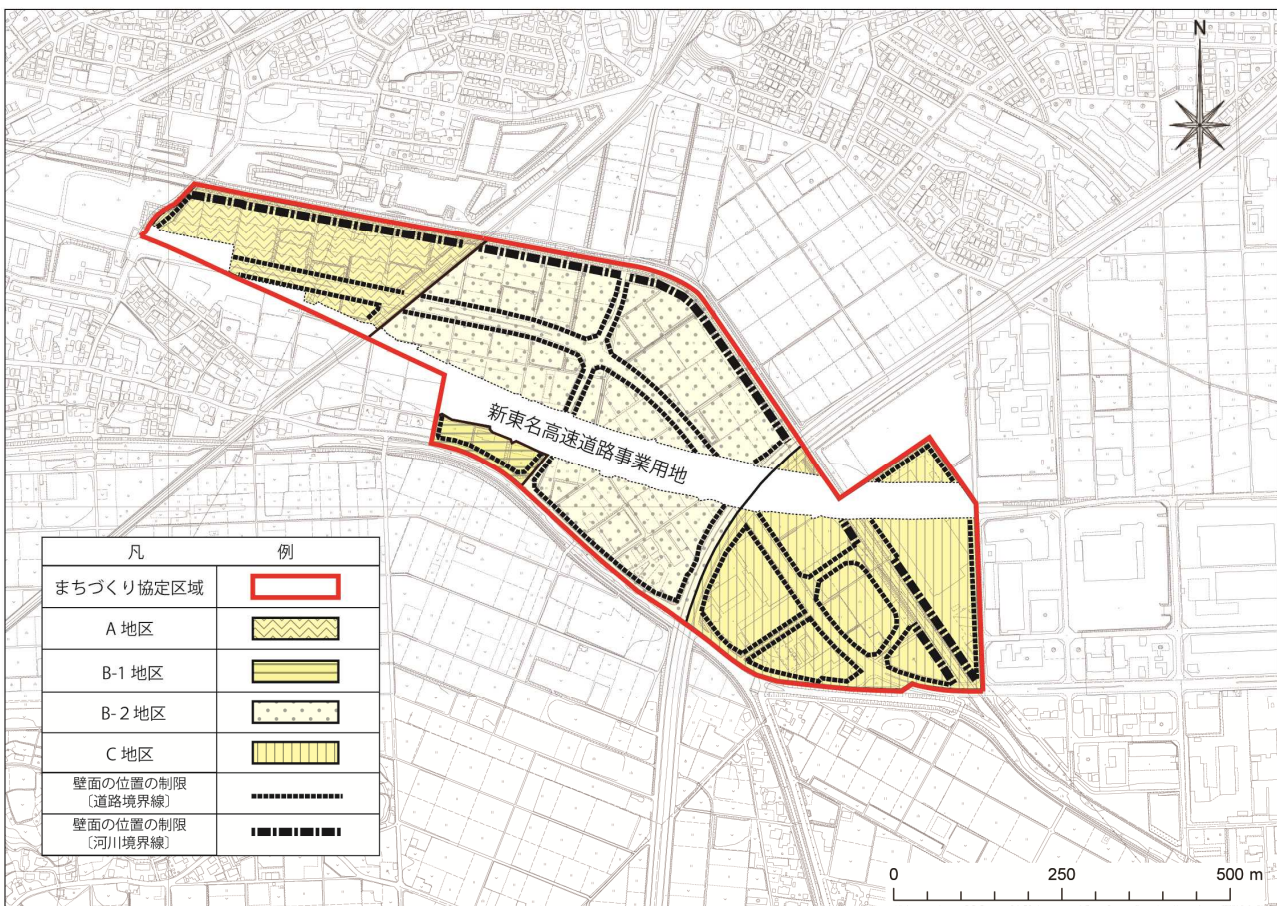 N
新東名高速道路事業用地
凡 例
まちづくり協定区域
A 地区
B-1 地区
B-2 地区
C 地区
壁面の位置の制限
〔道路境界線〕
壁面の位置の制限
〔河川境界線〕
0 250 500 m